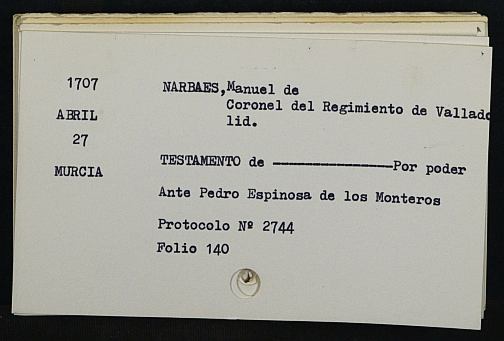 1707
ABRIL
27
MURCIA
NARBAES, Manuel de
Coronel del Regimiento de Vallado
lid.
TESTAMENTO de ----------------Por poder
Ante Pedro Espinosa de los Monteros
Protocolo Nº 2744
Folio 140